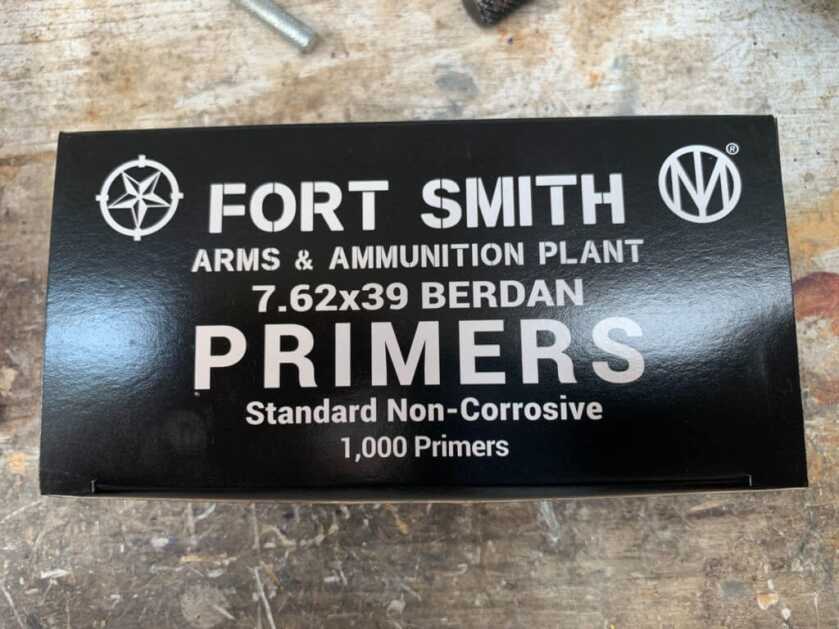 FORT SMITH
ARMS & AMMUNITION PLANT
7.62x39 BERDAN
PRIMERS
Standard Non-Corrosive
1,000 Primers